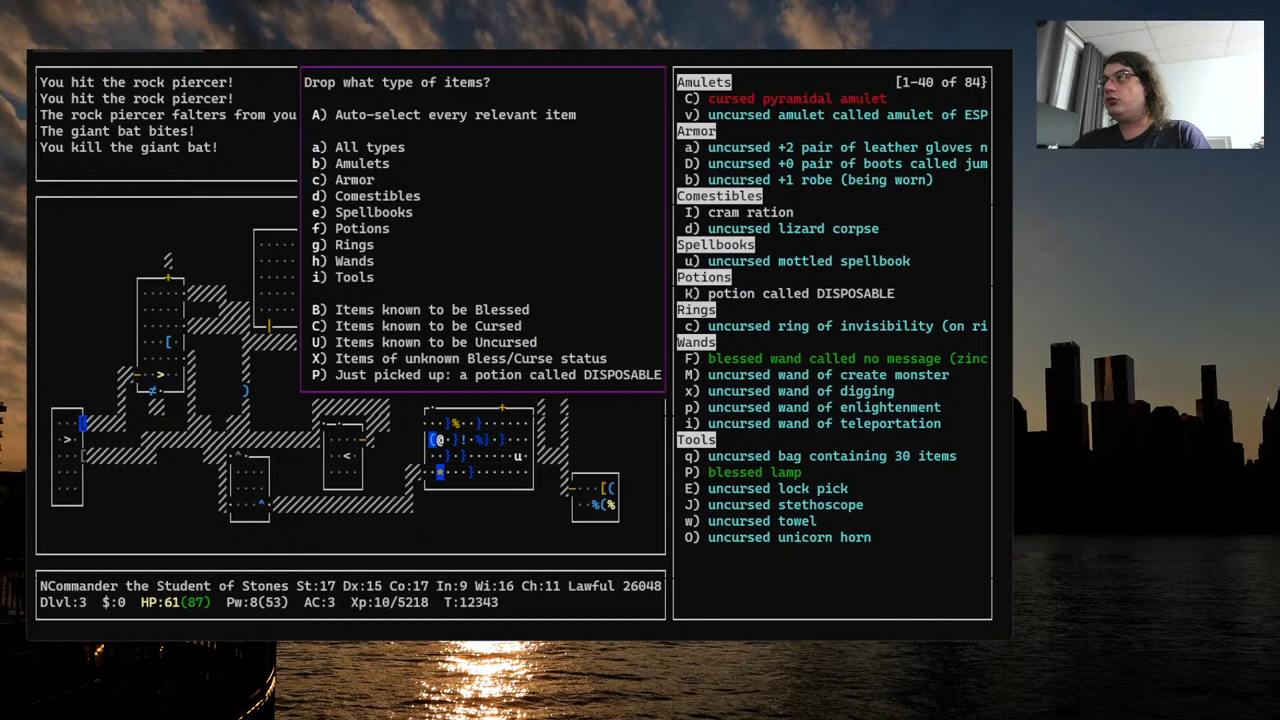 You hit the rock piercer!
You hit the rock piercer!
The rock piercer falters from you
The giant bat bites!
You kill the giant bat!
Drop what type of items?
A) Auto-select every relevant item
a) All types
b) Amulets
c) Armor
d) Comestibles
e) Spellbooks
f) Potions
g) Rings
h) Wands
i) Tools
B) Items known to be Blessed
C) Items known to be Cursed
U) Items known to be Uncursed
X) Items of unknown Bless/Curse status
P) Just picked up: a potion called DISPOSABLE
Amulets [1-40 of 84}
C) cursed pyramidal amulet
v) uncursed amulet called amulet of ESP
Armor
a) uncursed +2 pair of leather gloves n
D) uncursed +0 pair of boots called jum
b) uncursed +1 robe (being worn)
Comestibles
I) cram ration
d) uncursed lizard corpse
Spellbooks
u) uncursed mottled spellbook
Potions
K) potion called DISPOSABLE
Rings
c) uncursed ring of invisibility (on ri
Wands
F) blessed wand called no message (zinc
M) uncursed wand of create monster
x) uncursed wand of digging
p) uncursed wand of enlightenment
i) uncursed wand of teleportation
Tools
q) uncursed bag containing 30 items
P) blessed lamp
E) uncursed lock pick
J) uncursed stethoscope
w) uncursed towel
O) uncursed unicorn horn
NCommander the Student of Stones St:17 Dx:15 Co:17 In:9 Wi:16 Ch:11 Lawful 26048
Dlvl:3 $:0 HP:61(87) Pw:8(53) AC:3 Xp:10/5218 T:12343